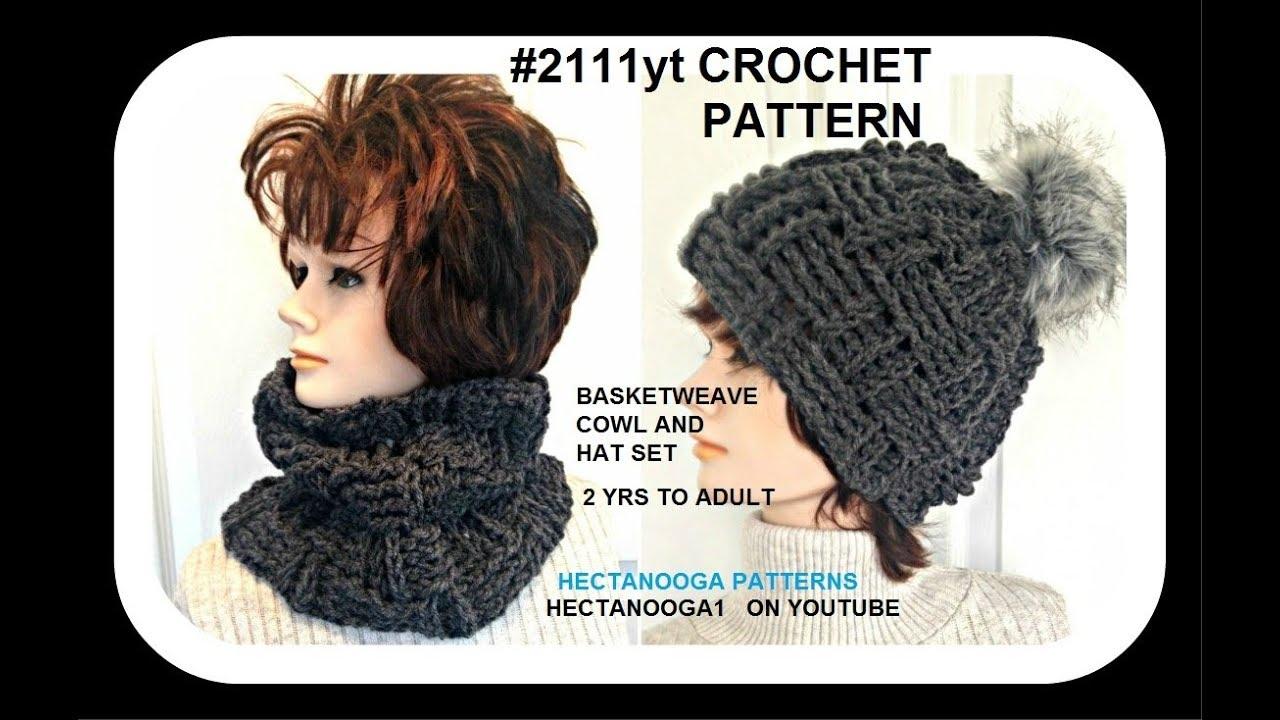 #2111yt CROCHET
PATTERN
BASKETWEAVE
COWL AND
HAT SET
2 YRS TO ADULT
HECTANOOGA PATTERNS
HECTANOOGA1 ON YOUTUBE